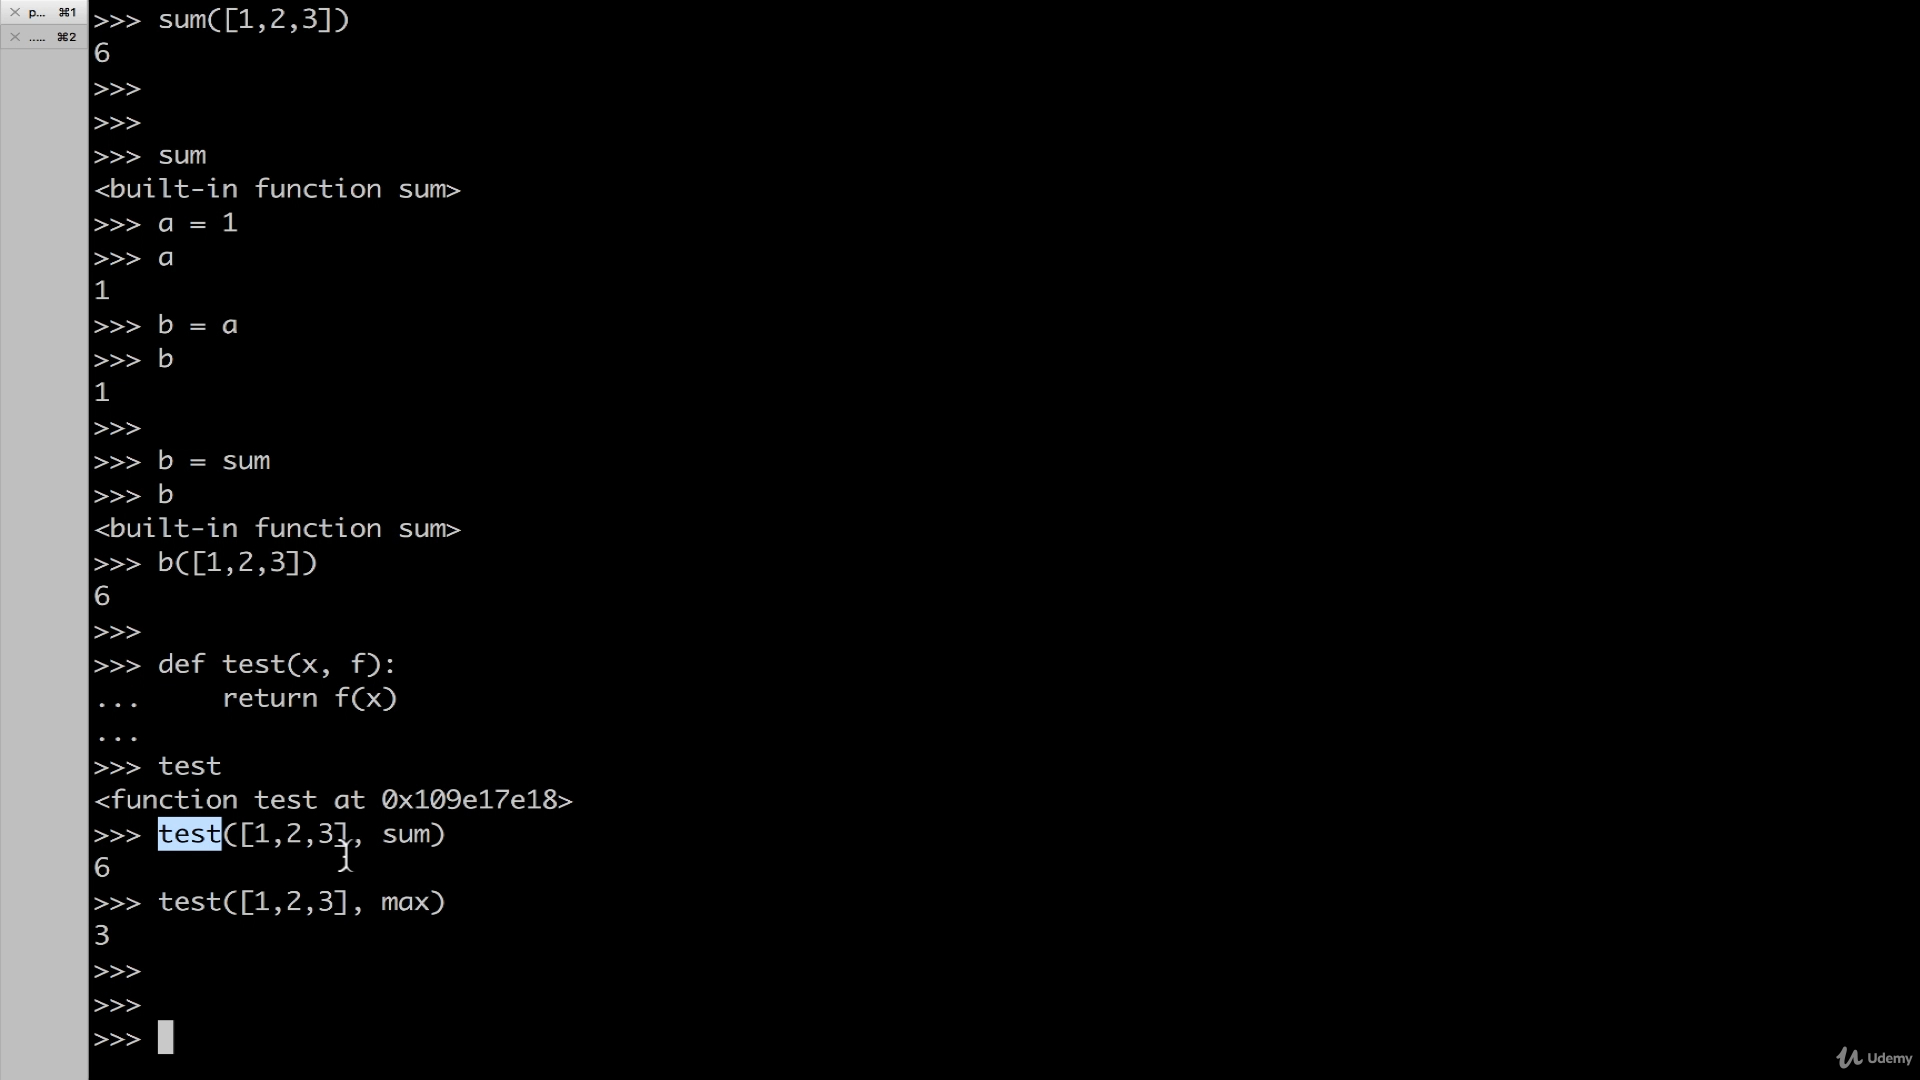 p... ⌘1
..... ⌘2
>>> sum([1,2,3])
6
>>>
>>>
>>> sum
<built-in function sum>
>>> a = 1
>>> a
1
>>> b = a
>>> b
1
>>>
>>> b = sum
>>> b
<built-in function sum>
>>> b([1,2,3])
6
>>>
>>> def test(x, f):
...     return f(x)
...
>>> test
<function test at 0x109e17e18>
>>> test([1,2,3], sum)
6
>>> test([1,2,3], max)
3
>>>
>>>
>>>
Udemy